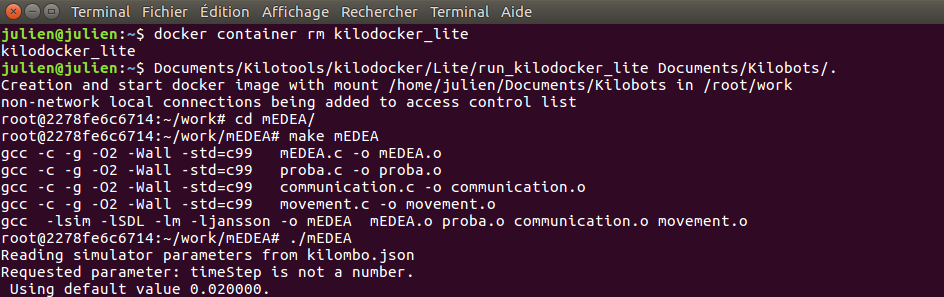 Terminal Fichier Édition Affichage Rechercher Terminal Aide
julien@julien:~$ docker container rm kilodocker_lite
kilodocker_lite
julien@julien:~$ Documents/Kilotools/kilodocker/Lite/run_kilodocker_lite Documents/Kilobots/.
Creation and start docker image with mount /home/julien/Documents/Kilobots in /root/work
non-network local connections being added to access control list
root@2278fe6c6714:~/work# cd mEDEA/
root@2278fe6c6714:~/work/mEDEA# make mEDEA
gcc -c -g -O2 -Wall -std=c99   mEDEA.c -o mEDEA.o
gcc -c -g -O2 -Wall -std=c99   proba.c -o proba.o
gcc -c -g -O2 -Wall -std=c99   communication.c -o communication.o
gcc -c -g -O2 -Wall -std=c99   movement.c -o movement.o
gcc  -lsim -lSDL -lm -ljansson -o mEDEA  mEDEA.o proba.o communication.o movement.o
root@2278fe6c6714:~/work/mEDEA# ./mEDEA
Reading simulator parameters from kilombo.json
Requested parameter: timeStep is not a number.
 Using default value 0.020000.